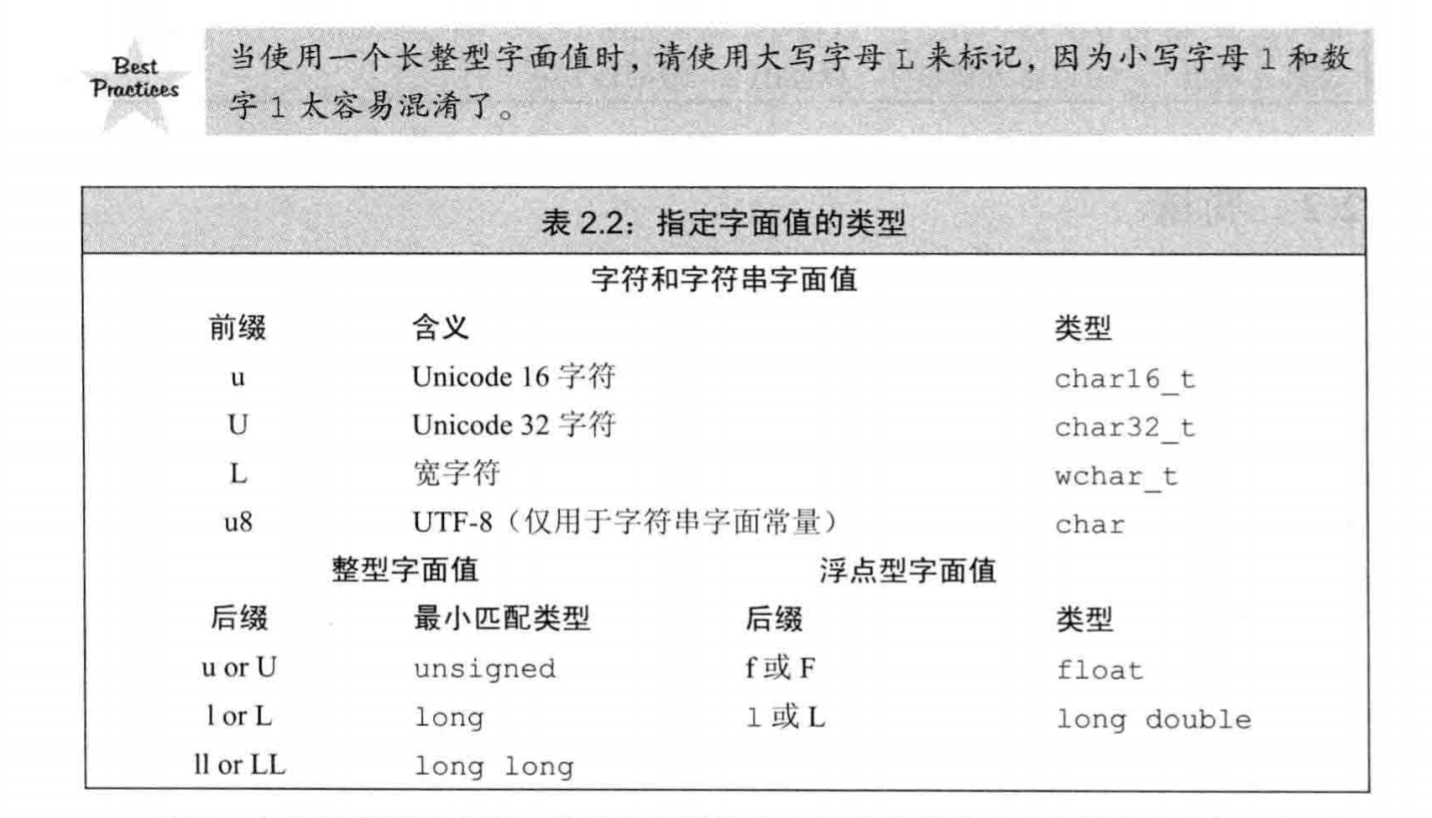 Best
Practices
当使用一个长整型字面值时，请使用大写字母 L 来标记，因为小写字母 l 和数
字 1 太容易混淆了。
表 2.2：指定字面值的类型
字符和字符串字面值
前缀 含义 类型
u Unicode 16 字符 char16_t
U Unicode 32 字符 char32_t
L 宽字符 wchar_t
u8 UTF-8（仅用于字符串字面常量） char
整型字面值 浮点型字面值
后缀 最小匹配类型 后缀 类型
u or U unsigned f 或 F float
l or L long l 或 L long double
ll or LL long long